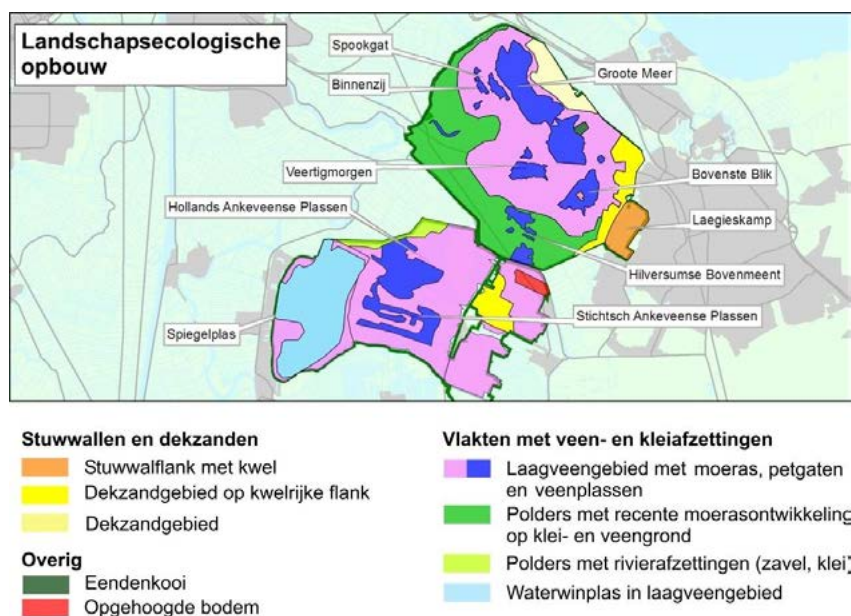 Landschapsecologische
opbouw
Spookgat
Binnenzij
Groote Meer
Veertigmorgen
Bovenste Blik
Hollands Ankeveense Plassen
Laegieskamp
Hilversumse Bovenmeent
Stichtsch Ankeveense Plassen
Spiegelplas
Stuwwallen en dekzanden
Stuwwalflank met kwel
Dekzandgebied op kwelrijke flank
Dekzandgebied
Overig
Eendenkooi
Opgehoogde bodem
Vlakten met veen- en kleiafzettingen
Laagveengebied met moeras, petgaten
en veenplassen
Polders met recente moerasontwikkeling
op klei- en veengrond
Polders met rivierafzettingen (zavel, klei)
Waterwinplas in laagveengebied